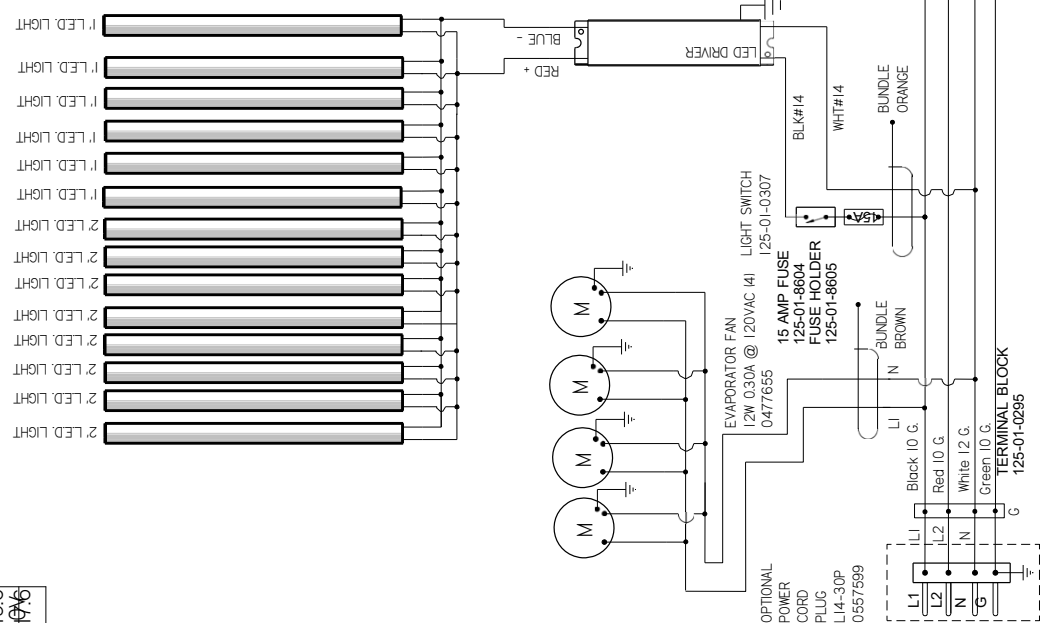 1' LED LIGHT
1' L.E.D. LIGHT
1' L.E.D. LIGHT
1' L.E.D. LIGHT
1' L.E.D. LIGHT
1' L.E.D. LIGHT
2' L.E.D. LIGHT
2' L.E.D. LIGHT
2' L.E.D. LIGHT
2' L.E.D. LIGHT
2' L.E.D. LIGHT
2' L.E.D. LIGHT
2' L.E.D. LIGHT
2' L.E.D. LIGHT
BLUE -
RED +
LED DRIVER
BLK#14
WHT#14
BUNDLE
ORANGE
LIGHT SWITCH
125-01-0307
15A
15 AMP FUSE
125-01-8604
FUSE HOLDER
125-01-8605
M
M
M
M
EVAPORATOR FAN
12W 0.30A @ 120VAC (4)
0477655
BUNDLE
BROWN
N
L1
Black 10 G.
Red 10 G.
White 12 G.
Green 10 G.
TERMINAL BLOCK
125-01-0295
L1
L2
N
G
OPTIONAL
POWER
CORD
PLUG
L14-30P
0557599
L1
L2
N
G